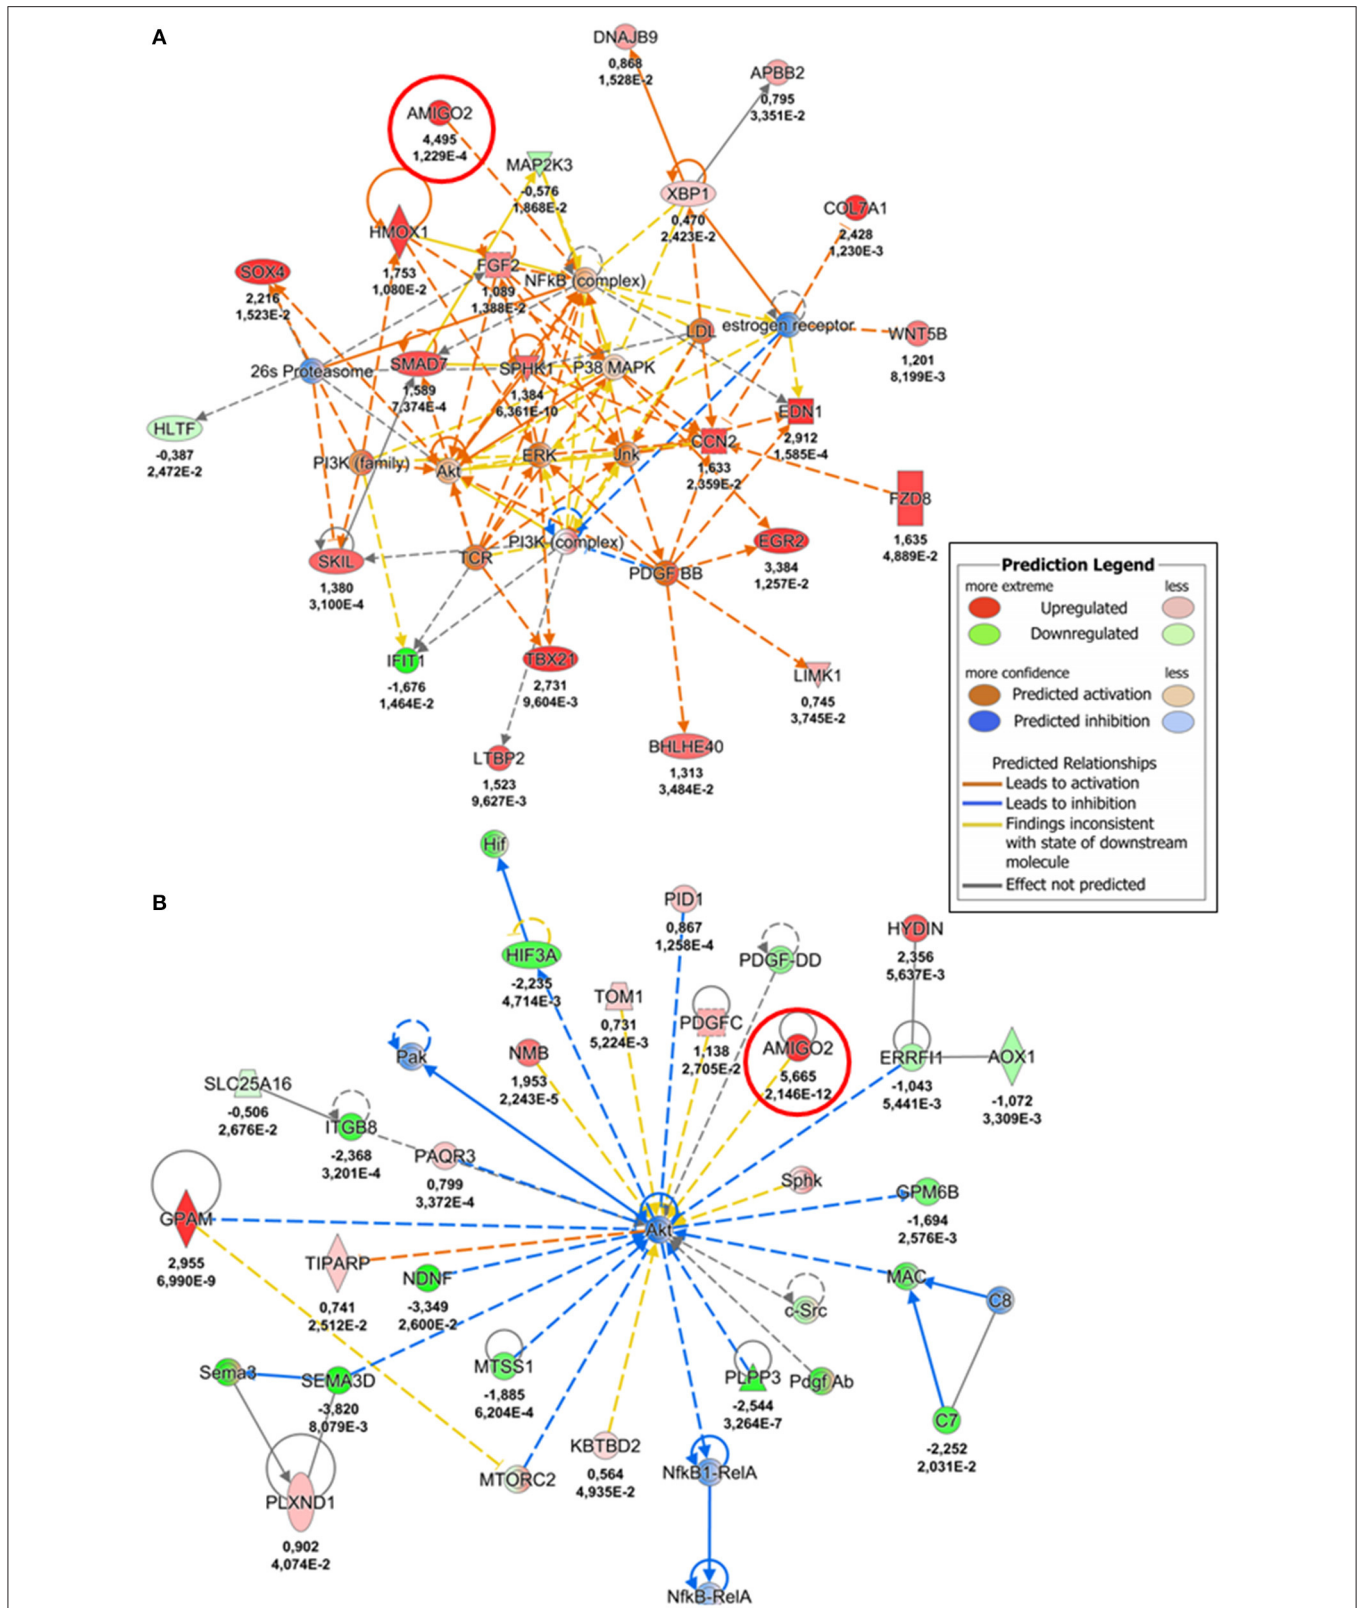 A
DNAJB9
0,868
1,528E-2
APBB2
0,795
3,351E-2
AMIGO2
4,495
1,229E-4
MAP2K3
-0,576
1,868E-2
XBP1
0,470
2,423E-2
COL7A1
2,428
1,230E-3
HMOX1
1,753
1,080E-2
SOX4
2,216
1,523E-2
FGF2
1,089
1,388E-2
NFkB (complex)
LDL
estrogen receptor
WNT5B
1,201
8,199E-3
26s Proteasome
SMAD7
1,589
7,374E-4
SPHK1
1,384
6,361E-10
P38 MAPK
EDN1
2,912
1,585E-4
HLTF
-0,387
2,472E-2
PI3K (family)
Akt
ERK
Jnk
CCN2
1,633
2,359E-2
FZD8
1,635
4,889E-2
SKIL
1,380
3,100E-4
TCR
PI3K (complex)
PDGF BB
EGR2
3,384
1,257E-2
IFIT1
-1,676
1,464E-2
TBX21
2,731
9,604E-3
LIMK1
0,745
3,745E-2
LTBP2
1,523
9,627E-3
BHLHE40
1,313
3,484E-2
Prediction Legend
more extreme less
Upregulated
Downregulated
more confidence less
Predicted activation
Predicted inhibition
Predicted Relationships
Leads to activation
Leads to inhibition
Findings inconsistent
with state of downstream
molecule
Effect not predicted
B
Hif
PID1
0,867
1,258E-4
HIF3A
-2,235
4,714E-3
PDGF-DD
HYDIN
2,356
5,637E-3
TOM1
0,731
5,224E-3
PDGFC
1,138
2,705E-2
AMIGO2
5,665
2,146E-12
ERRFI1
-1,043
5,441E-3
AOX1
-1,072
3,309E-3
Pak
NMB
1,953
2,243E-5
SLC25A16
-0,506
2,676E-2
ITGB8
-2,368
3,201E-4
PAQR3
0,799
3,372E-4
Sphk
GPM6B
-1,694
2,576E-3
GPAM
2,955
6,990E-9
Akt
TIPARP
0,741
2,512E-2
NDNF
-3,349
2,600E-2
MAC
C8
c-Src
Sema3
SEMA3D
-3,820
8,079E-3
MTSS1
-1,885
6,204E-4
PLPP3
-2,544
3,264E-7
Pdgf Ab
C7
-2,252
2,031E-2
KBTBD2
0,564
4,935E-2
MTORC2
NfkB1-RelA
PLXND1
0,902
4,074E-2
NfkB-RelA